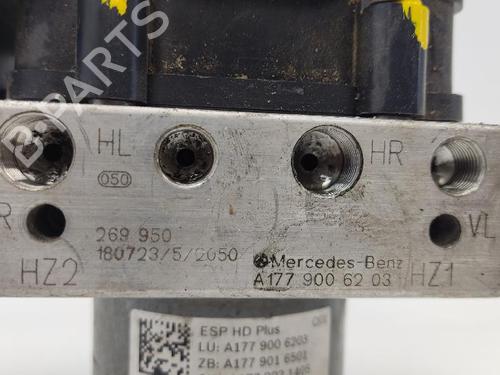 B-PARTS
HL
HR
050
R
VL
269 950
180723/5/2050
Mercedes-Benz
HZ2
A177 900 62 03
HZ1
ESP HD Plus
LU: A177 900 6203
ZB: A177 901 6501